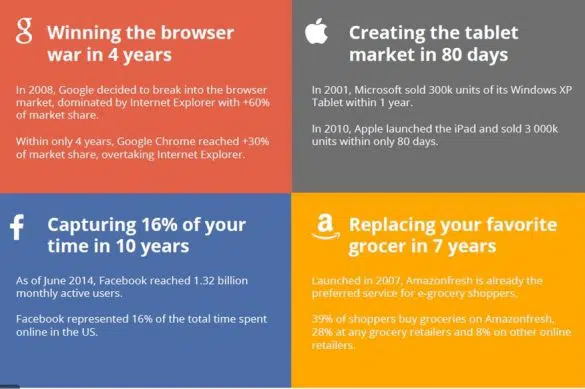 Winning the browser
war in 4 years
In 2008, Google decided to break into the browser
market, dominated by Internet Explorer with +60%
of market share.
Within only 4 years, Google Chrome reached +30%
of market share, overtaking Internet Explorer.
Creating the tablet
market in 80 days
In 2001, Microsoft sold 300k units of its Windows XP
Tablet within 1 year.
In 2010, Apple launched the iPad and sold 3 000k
units within only 80 days.
Capturing 16% of your
time in 10 years
As of June 2014, Facebook reached 1.32 billion
monthly active users.
Facebook represented 16% of the total time spent
online in the US.
Replacing your favorite
grocer in 7 years
Launched in 2007, Amazonfresh is already the
preferred service for e-grocery shoppers,
39% of shoppers buy groceries on Amazonfresh,
28% at any grocery retailers and 8% on other online
retailers.